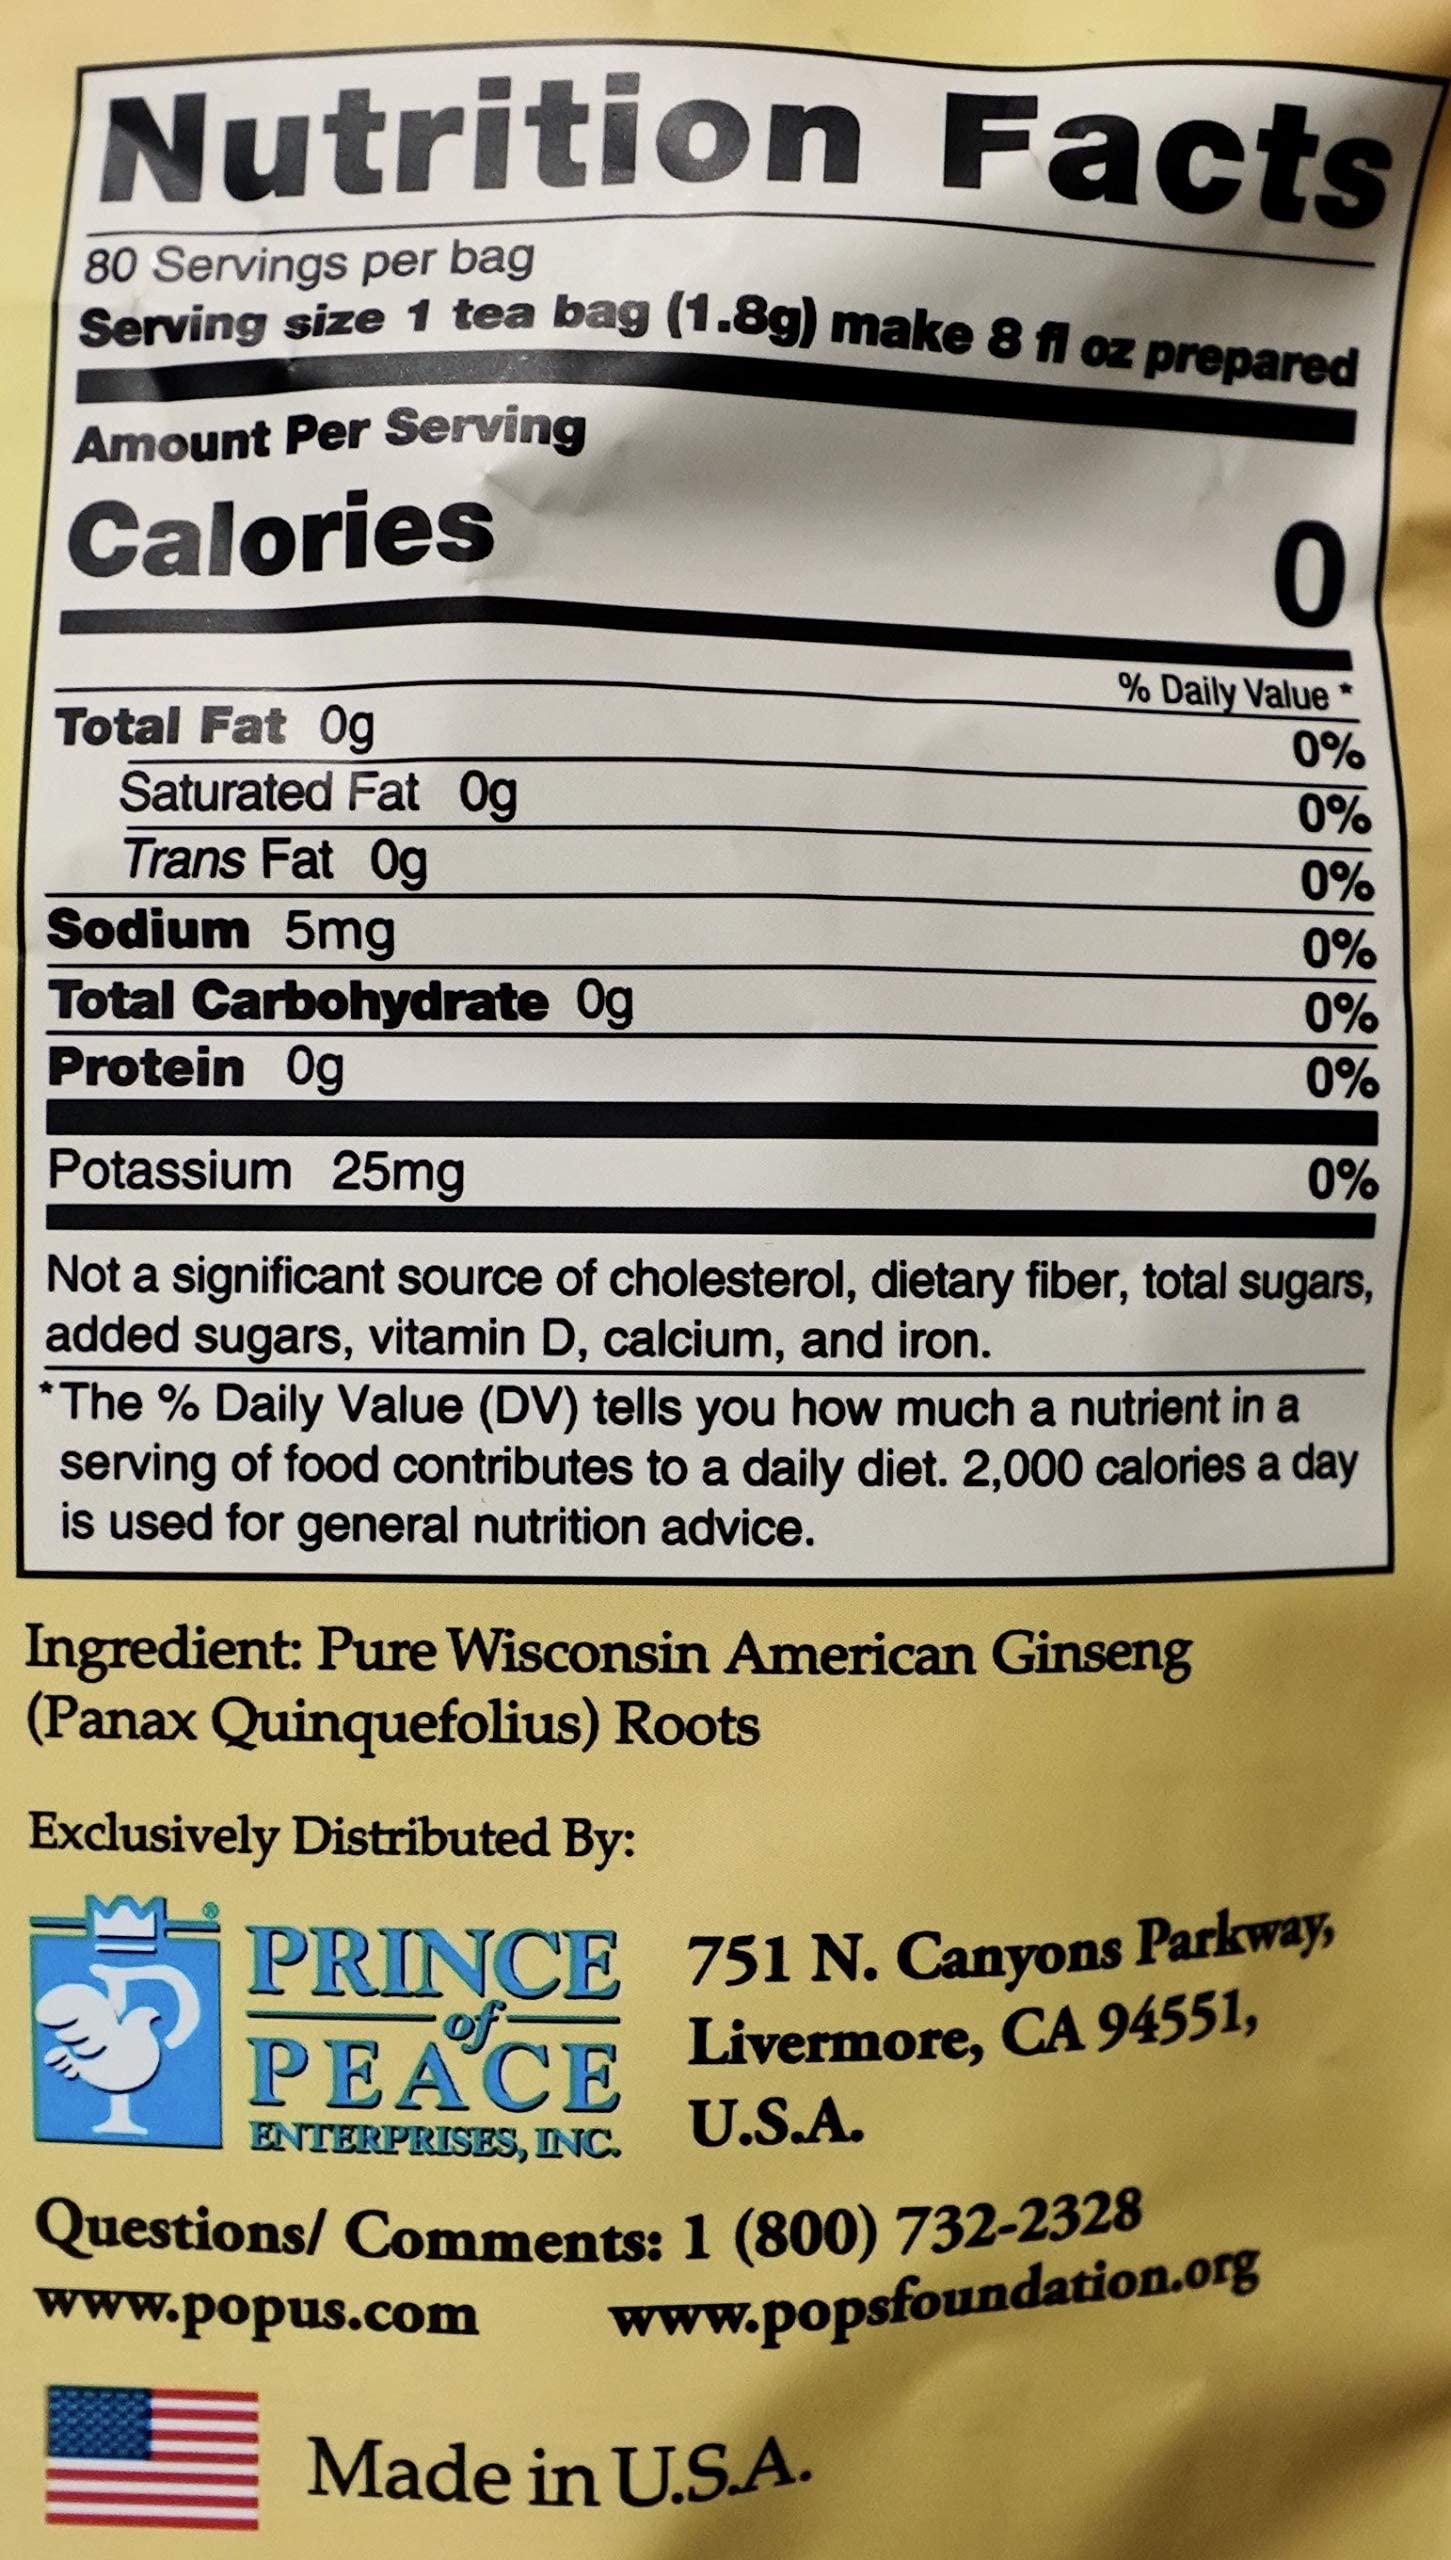 Nutrition Facts
80 Servings per bag
Serving size 1 tea bag (1.8g) make 8 fl oz prepared
Amount Per Serving
Calories 0
% Daily Value *
Total Fat 0g 0%
Saturated Fat 0g 0%
Trans Fat 0g 0%
Sodium 5mg 0%
Total Carbohydrate 0g 0%
Protein 0g 0%
Potassium 25mg 0%
Not a significant source of cholesterol, dietary fiber, total sugars,
added sugars, vitamin D, calcium, and iron.
*The % Daily Value (DV) tells you how much a nutrient in a
serving of food contributes to a daily diet. 2,000 calories a day
is used for general nutrition advice.
Ingredient: Pure Wisconsin American Ginseng
(Panax Quinquefolius) Roots
Exclusively Distributed By:
®
PRINCE
of
PEACE
ENTERPRISES, INC.
751 N. Canyons Parkway,
Livermore, CA 94551,
U.S.A.
Questions/ Comments: 1 (800) 732-2328
www.popus.com www.popsfoundation.org
Made in U.S.A.